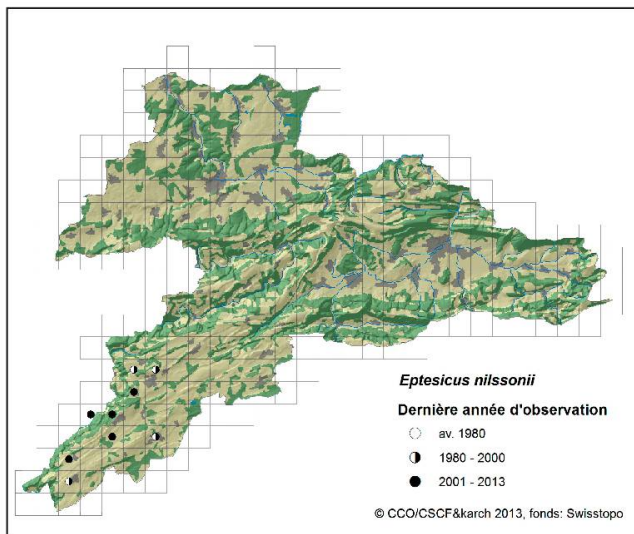 Eptesicus nilssonii
Dernière année d'observation
av. 1980
1980 - 2000
2001 - 2013
© CCO/CSCF&karch 2013, fonds: Swisstopo